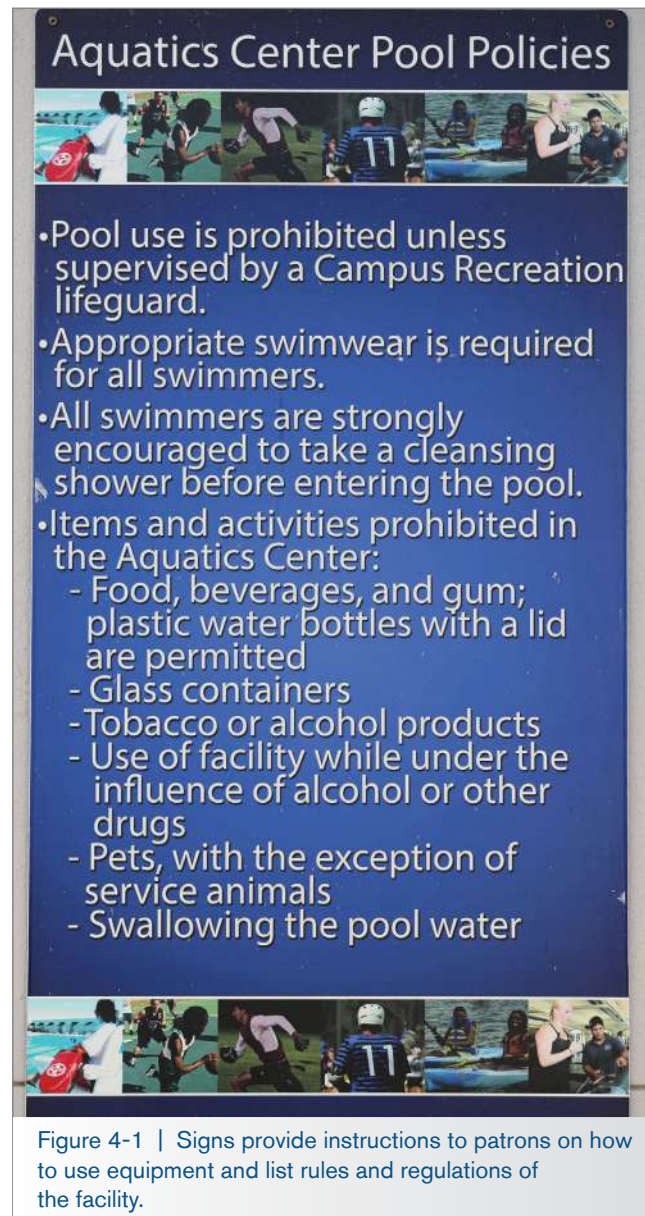 Aquatics Center Pool Policies
11
•Pool use is prohibited unless
supervised by a Campus Recreation
lifeguard.
•Appropriate swimwear is required
for all swimmers.
•All swimmers are strongly
encouraged to take a cleansing
shower before entering the pool.
•Items and activities prohibited in
the Aquatics Center:
- Food, beverages, and gum;
plastic water bottles with a lid
are permitted
- Glass containers
-Tobacco or alcohol products
- Use of facility while under the
influence of alcohol or other
drugs
- Pets, with the exception of
service animals
- Swallowing the pool water
11
Figure 4-1 | Signs provide instructions to patrons on how
to use equipment and list rules and regulations of
the facility.